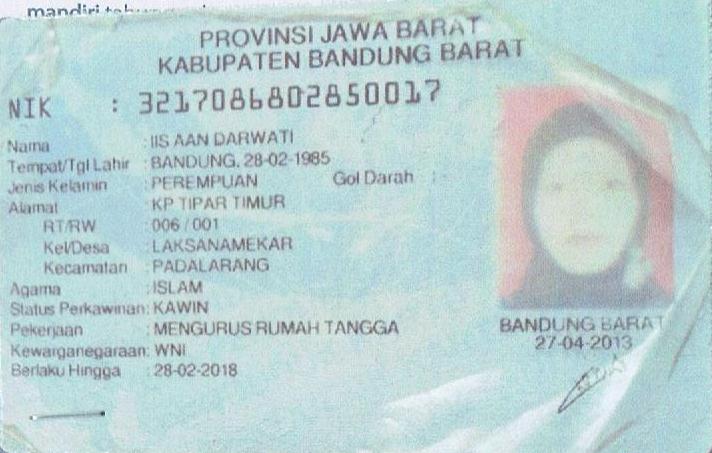 mandiri tabungan
PROVINSI JAWA BARAT
KABUPATEN BANDUNG BARAT
NIK : 3217086802850017
Nama : IIS AAN DARWATI
Tempat/Tgl Lahir : BANDUNG, 28-02-1985
Jenis Kelamin : PEREMPUAN Gol Darah : -
Alamat : KP TIPAR TIMUR
RT/RW : 006 / 001
Kel/Desa : LAKSANAMEKAR
Kecamatan : PADALARANG
Agama : ISLAM
Status Perkawinan: KAWIN
Pekerjaan : MENGURUS RUMAH TANGGA
Kewarganegaraan: WNI
Berlaku Hingga : 28-02-2018
BANDUNG BARAT
27-04-2013